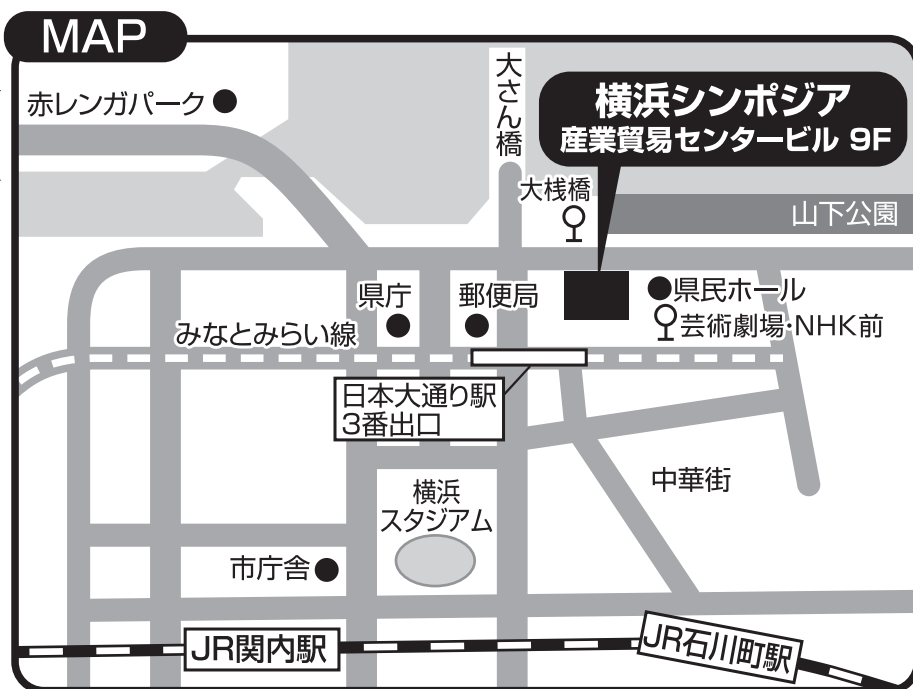 MAP
赤レンガパーク
大さん橋
横浜シンポジア
産業貿易センタービル 9F
大桟橋
山下公園
県庁
郵便局
県民ホール
芸術劇場・NHK前
みなとみらい線
日本大通り駅
3番出口
中華街
横浜
スタジアム
市庁舎
JR関内駅
JR石川町駅